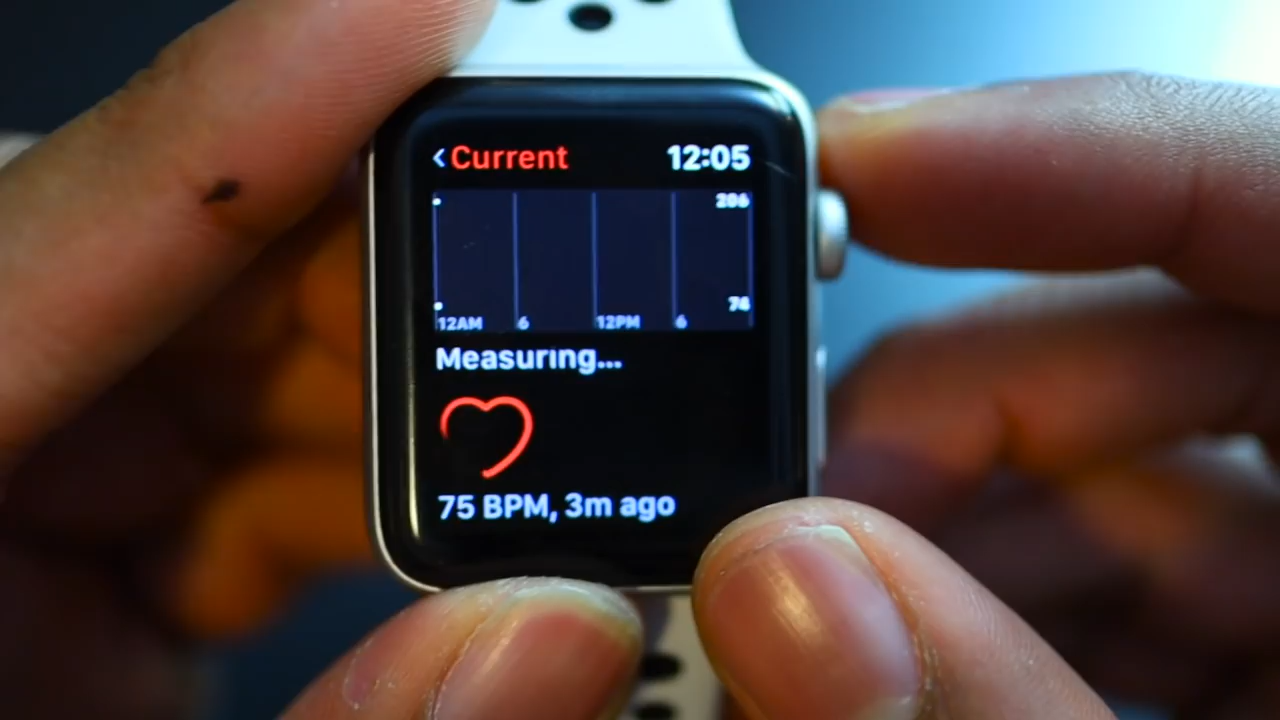 < Current 12:05
206
74
12AM 6 12PM 6
Measuring...
75 BPM, 3m ago